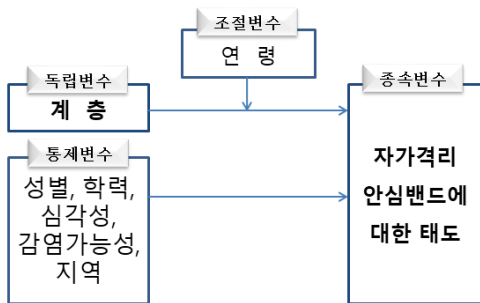 조절변수
연 령
독립변수
계 층
종속변수
자가격리
안심밴드에
대한 태도
통제변수
성별, 학력,
심각성,
감염가능성,
지역